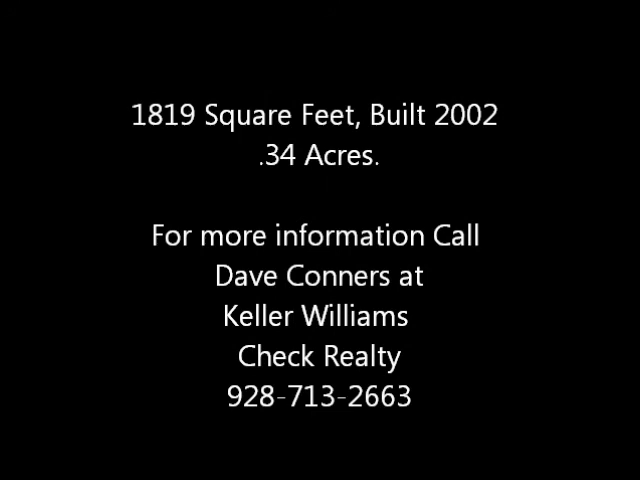 1819 Square Feet, Built 2002
.34 Acres.
For more information Call
Dave Conners at
Keller Williams
Check Realty
928-713-2663